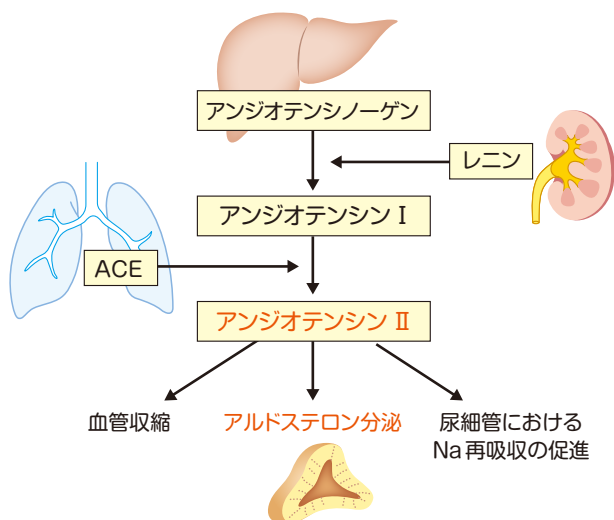 アンジオテンシノーゲン
レニン
アンジオテンシン Ⅰ
ACE
アンジオテンシン Ⅱ
血管収縮
アルドステロン分泌
尿細管における
Na再吸収の促進